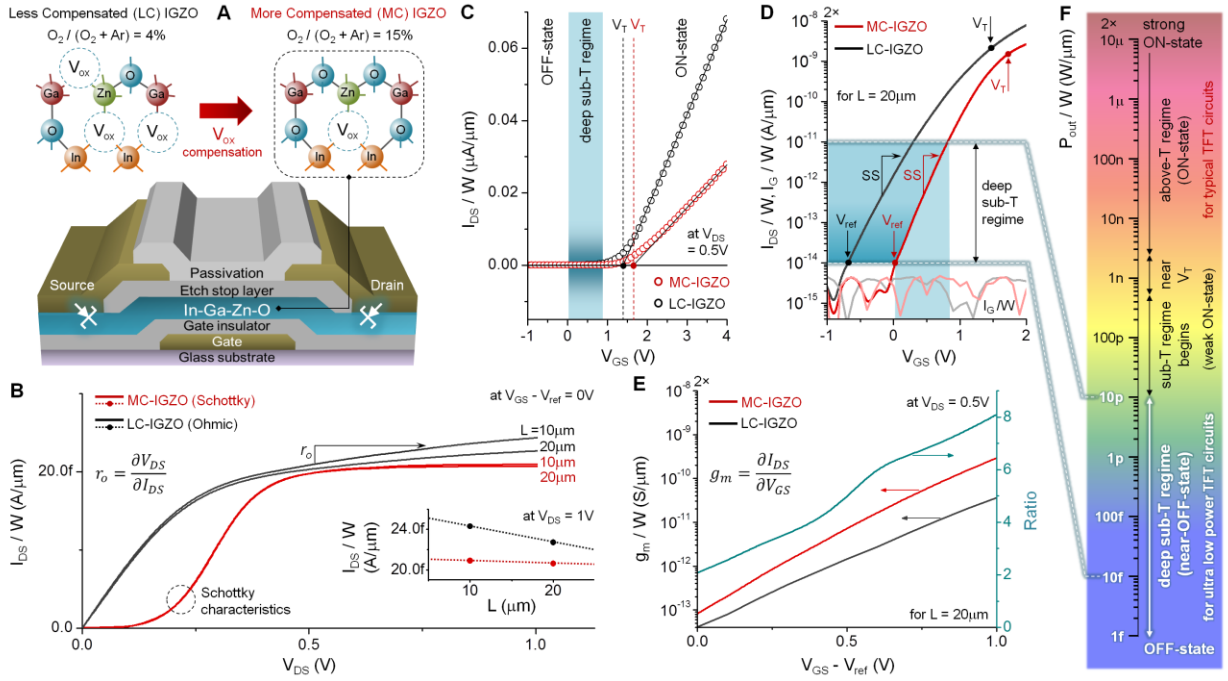 Less Compensated (LC) IGZO
A
More Compensated (MC) IGZO
O2 / (O2 + Ar) = 4%
O2 / (O2 + Ar) = 15%
Vox
O
O
Ga
Zn
Ga
Ga
Zn
Ga
O
Vox
Vox
Vox
compensation
O
Vox
O
In
In
In
In
Source
Passivation
Drain
Etch stop layer
In-Ga-Zn-O
Gate insulator
Gate
Glass substrate
B
MC-IGZO (Schottky)
LC-IGZO (Ohmic)
at VGS - Vref = 0V
L =10μm
20μm
10μm
20μm
ro
ro = ∂VDS / ∂IDS
IDS / W (A/μm)
20.0f
0.0
Schottky
characteristics
at VDS = 1V
IDS / W
(A/μm)
24.0f
20.0f
10
20
L (μm)
0.0
0.5
1.0
VDS (V)
C
VT
VT
OFF-state
deep sub-T regime
ON-state
IDS / W (μA/μm)
0.06
0.04
0.02
0.00
at VDS
= 0.5V
MC-IGZO
LC-IGZO
-1
0
1
2
3
4
VGS (V)
D
10-8
2×
MC-IGZO
LC-IGZO
VT
VT
for L = 20μm
10-9
10-10
10-11
10-12
10-13
10-14
10-15
IDS / W, IG / W (A/μm)
SS
SS
deep
sub-T
regime
Vref
Vref
IG /W
-1
0
1
2
VGS (V)
E
10-8
2×
MC-IGZO
LC-IGZO
at VDS = 0.5V
gm = ∂IDS / ∂VGS
10-9
10-10
10-11
10-12
10-13
gm / W (S/μm)
8
6
4
2
0
Ratio
for L = 20μm
0.0
0.5
1.0
VGS - Vref (V)
F
Pout / W (W/μm)
2×
10μ
1μ
100n
10n
1n
100p
10p
1p
100f
10f
1f
strong
ON-state
above-T regime
(ON-state)
for typical TFT circuits
near
VT
sub-T regime
begins
(weak ON-state)
deep sub-T regime
(near-OFF-state)
for ultra low power TFT circuits
OFF-state